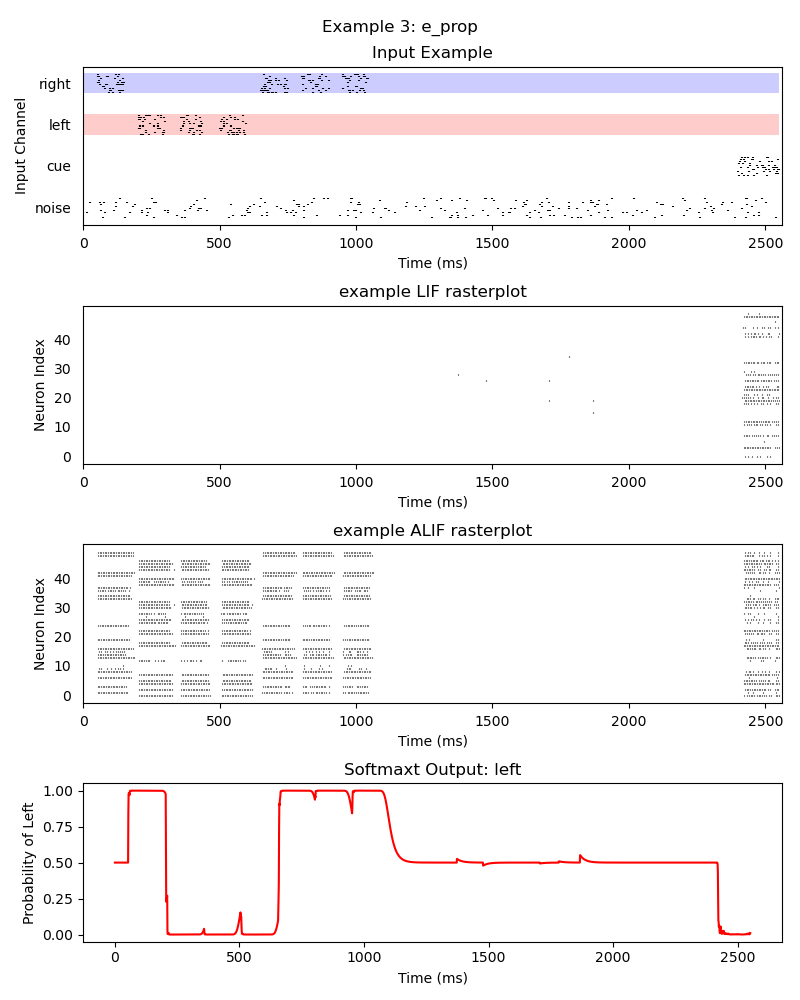 Example 3: e_prop
Input Example
Input Channel
right
left
cue
noise
0 500 1000 1500 2000 2500
Time (ms)
example LIF rasterplot
Neuron Index
40
30
20
10
0
0 500 1000 1500 2000 2500
Time (ms)
example ALIF rasterplot
Neuron Index
40
30
20
10
0
0 500 1000 1500 2000 2500
Time (ms)
Softmaxt Output: left
Probability of Left
1.00
0.75
0.50
0.25
0.00
0 500 1000 1500 2000 2500
Time (ms)